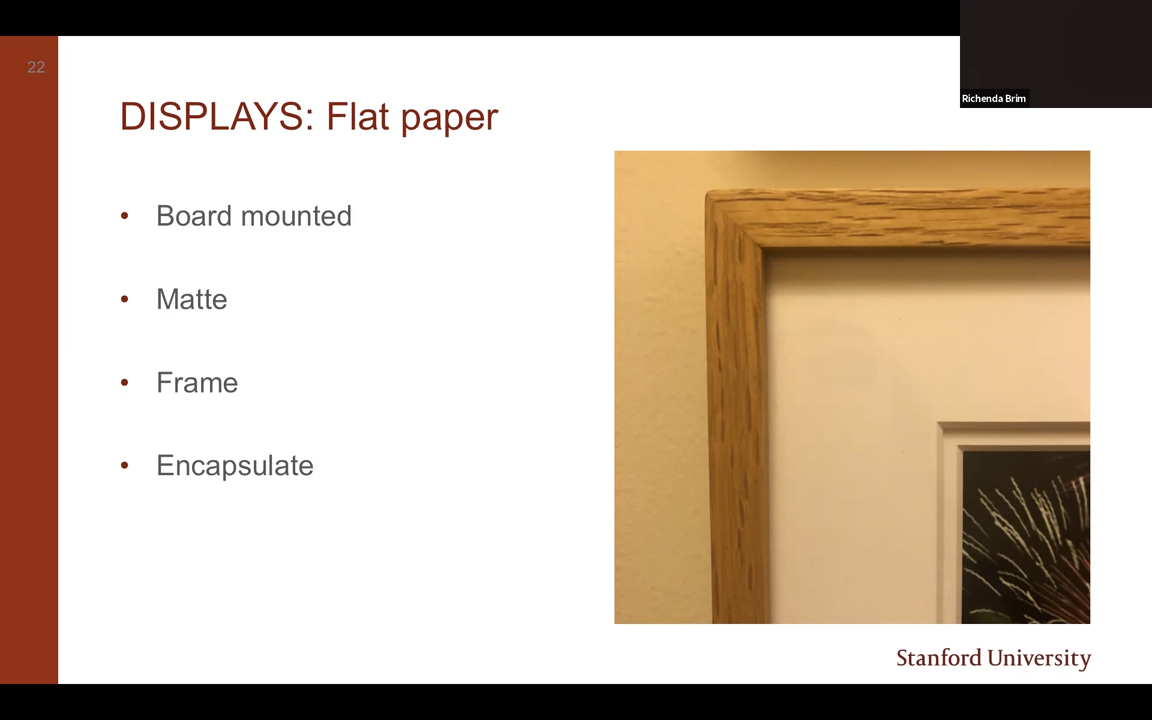 22
Richenda Brim
DISPLAYS: Flat paper
• Board mounted
• Matte
• Frame
• Encapsulate
Stanford University